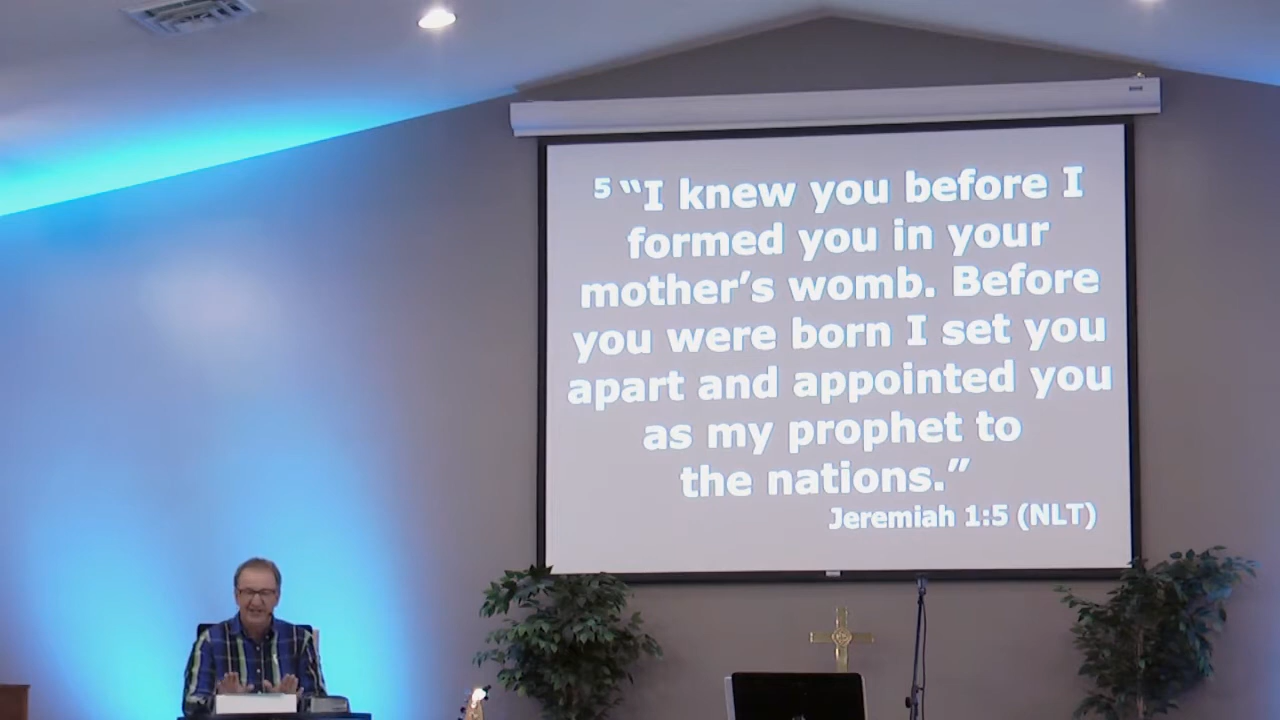 5 “I knew you before I
formed you in your
mother’s womb. Before
you were born I set you
apart and appointed you
as my prophet to
the nations.”
Jeremiah 1:5 (NLT)